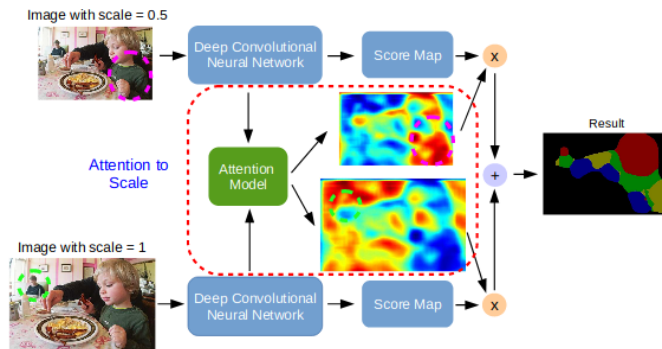 Image with scale = 0.5
Deep Convolutional
Neural Network
Score Map
x
Attention to
Scale
Attention
Model
Result
+
Image with scale = 1
Deep Convolutional
Neural Network
Score Map
x